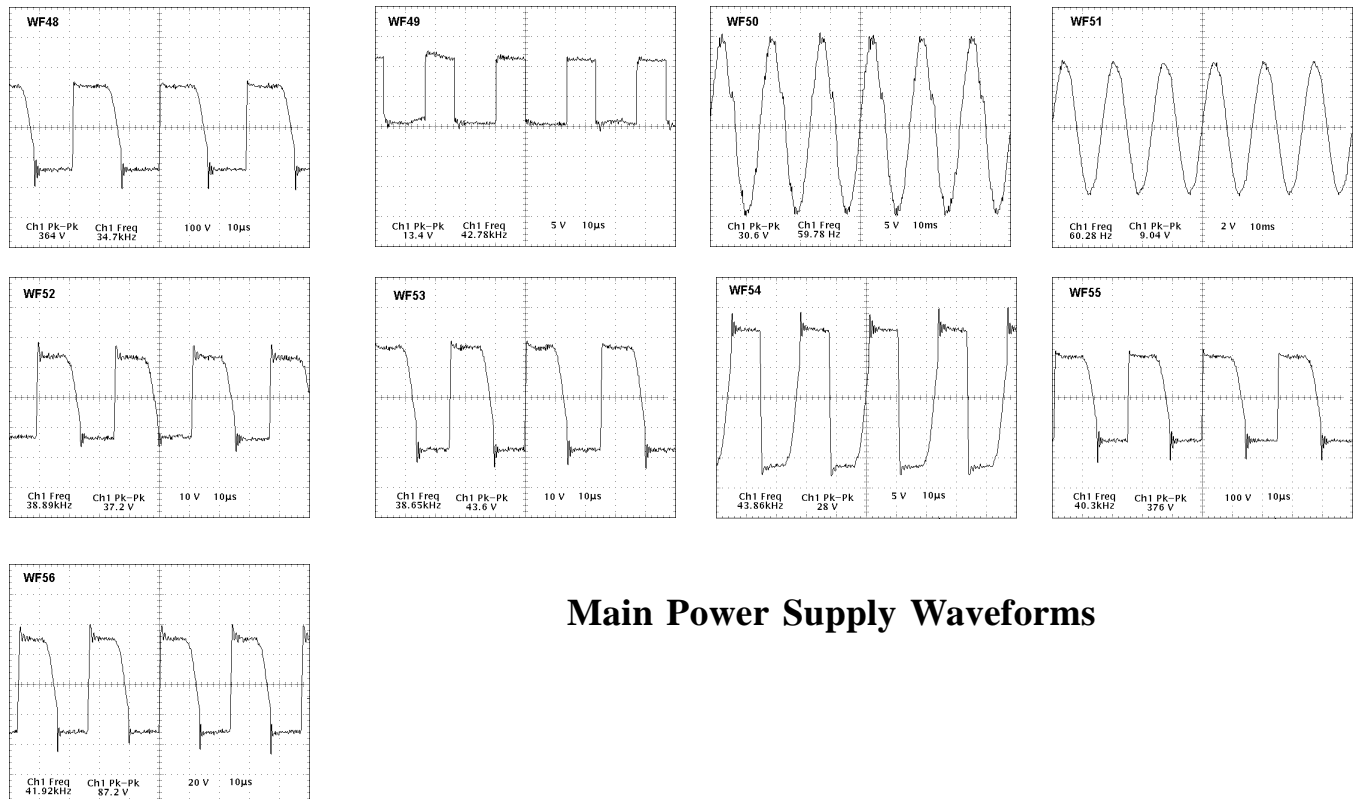 WF48
Ch1 Pk–Pk Ch1 Freq 100 V 10µs
364 V 34.7kHz
WF49
Ch1 Pk–Pk Ch1 Freq 5 V 10µs
13.4 V 42.78kHz
WF50
Ch1 Pk–Pk Ch1 Freq 5 V 10ms
30.6 V 59.78 Hz
WF51
Ch1 Freq Ch1 Pk–Pk 2 V 10ms
60.28 Hz 9.04 V
WF52
Ch1 Freq Ch1 Pk–Pk 10 V 10µs
38.89kHz 37.2 V
WF53
Ch1 Freq Ch1 Pk–Pk 10 V 10µs
38.65kHz 43.6 V
WF54
Ch1 Freq Ch1 Pk–Pk 5 V 10µs
43.86kHz 28 V
WF55
Ch1 Freq Ch1 Pk–Pk 100 V 10µs
40.3kHz 376 V
WF56
Ch1 Freq Ch1 Pk–Pk 20 V 10µs
41.92kHz 87.2 V
Main Power Supply Waveforms